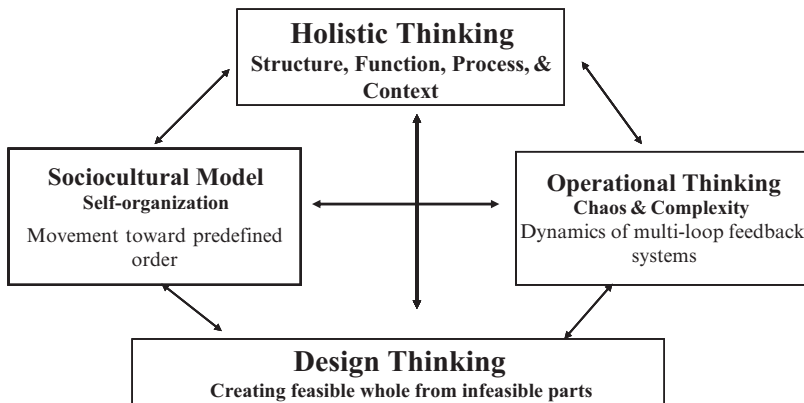 Holistic Thinking
Structure, Function, Process, &
Context
Sociocultural Model
Self-organization
Movement toward predefined
order
Operational Thinking
Chaos & Complexity
Dynamics of multi-loop feedback
systems
Design Thinking
Creating feasible whole from infeasible parts